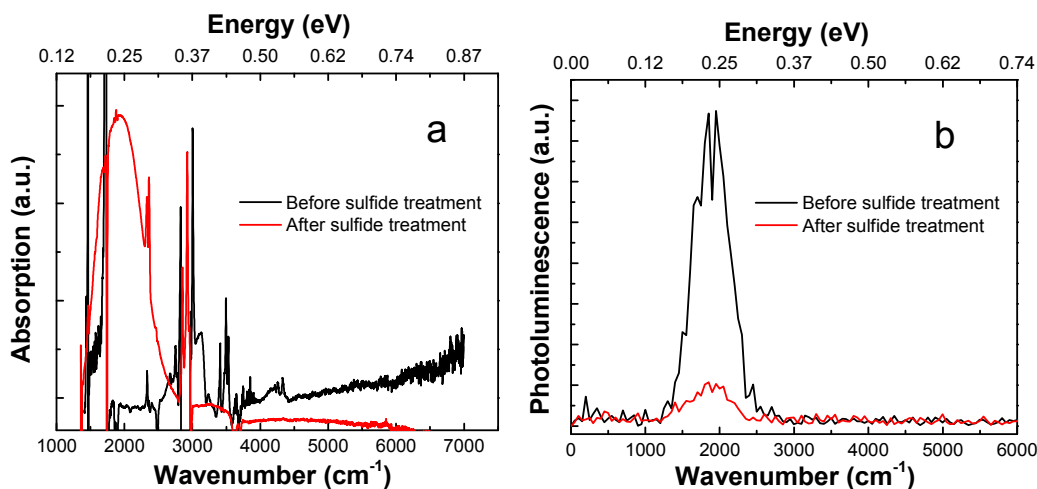 Energy (eV)
0.12 0.25 0.37 0.50 0.62 0.74 0.87
Absorption (a.u.)
a
Before sulfide treatment
After sulfide treatment
1000 2000 3000 4000 5000 6000 7000
Wavenumber (cm-1)
Energy (eV)
0.00 0.12 0.25 0.37 0.50 0.62 0.74
Photoluminescence (a.u.)
b
Before sulfide treatment
After sulfide treatment
0 1000 2000 3000 4000 5000 6000
Wavenumber (cm-1)